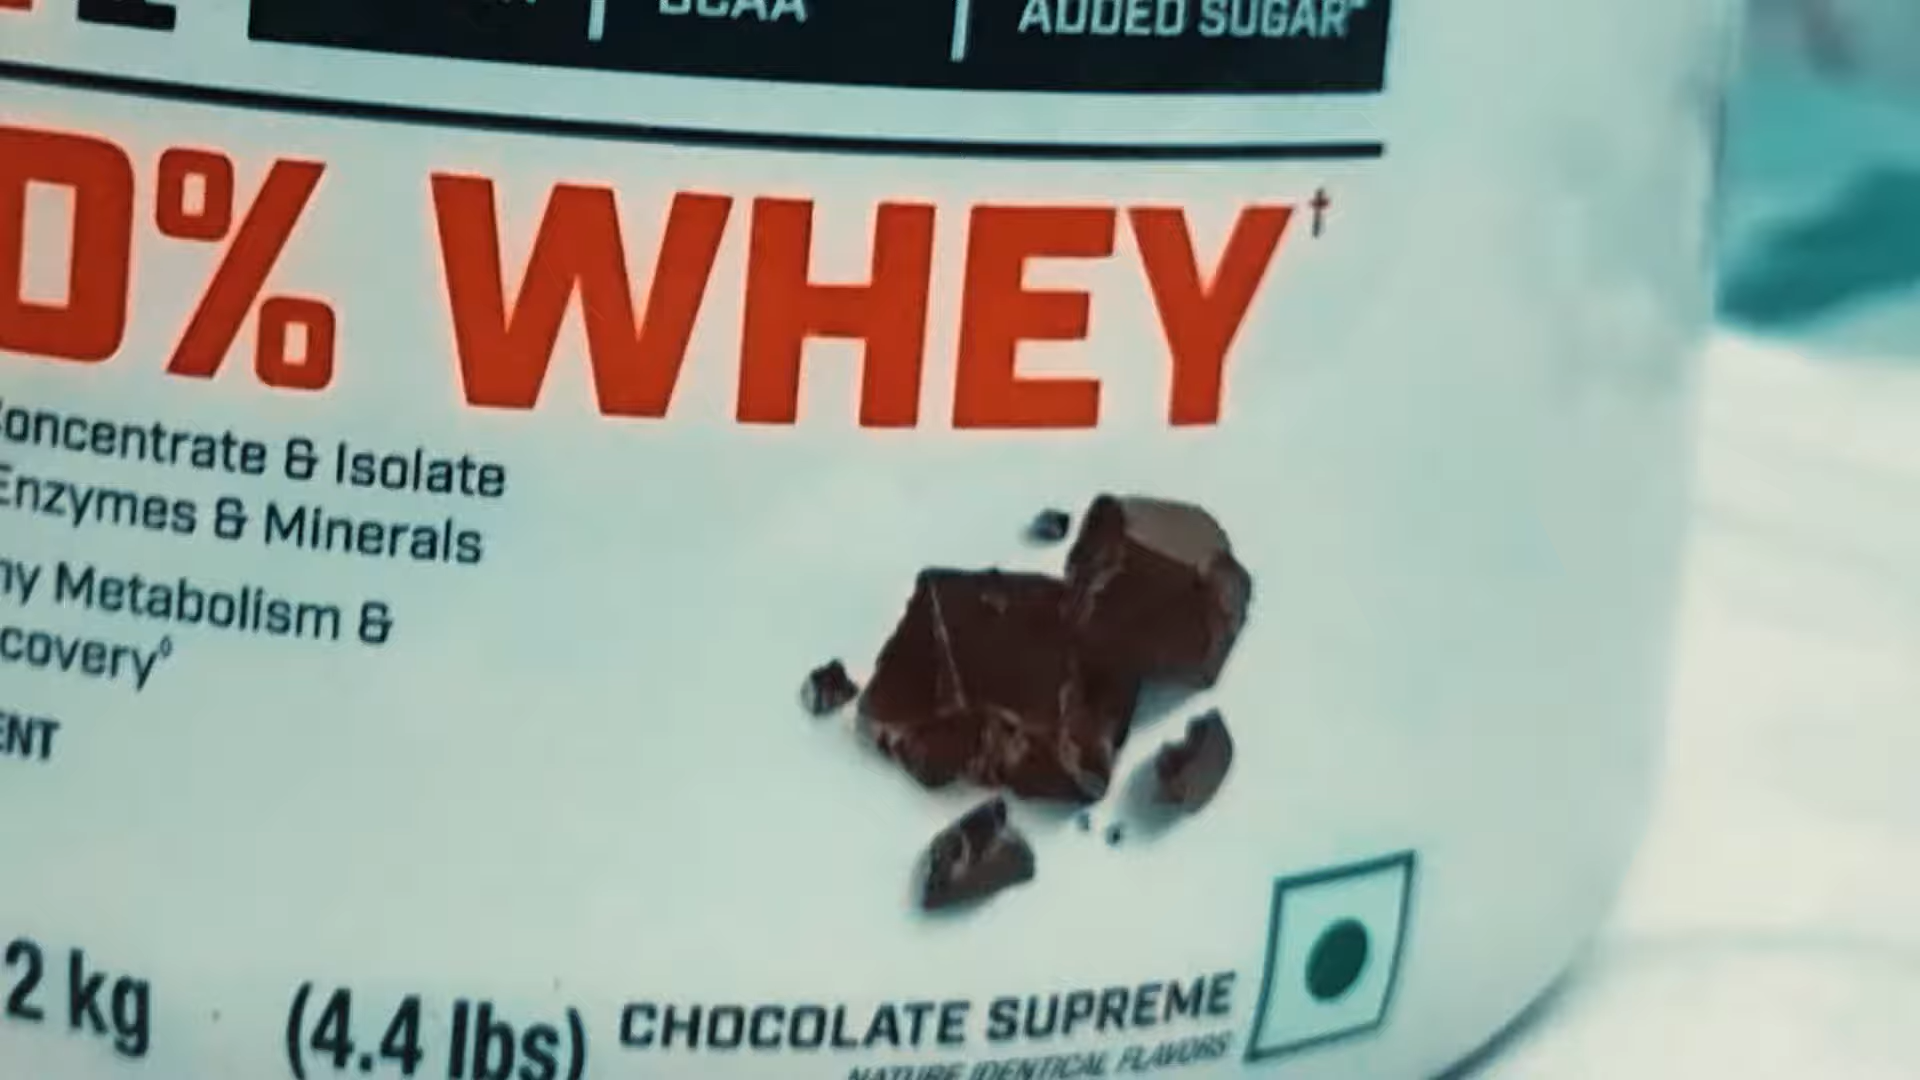 BCAA
ADDED SUGAR
0% WHEY†
Concentrate & Isolate
Enzymes & Minerals
ny Metabolism &
covery◊
ENT
2 kg (4.4 lbs)
CHOCOLATE SUPREME
NATURE IDENTICAL FLAVORS